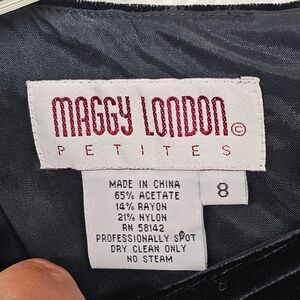 MAGGY LONDON ©
PETITES
MADE IN CHINA
65% ACETATE
14% RAYON
21% NYLON
RN 58142
PROFESSIONALLY SPOT
DRY CLEAN ONLY
NO STEAM
8